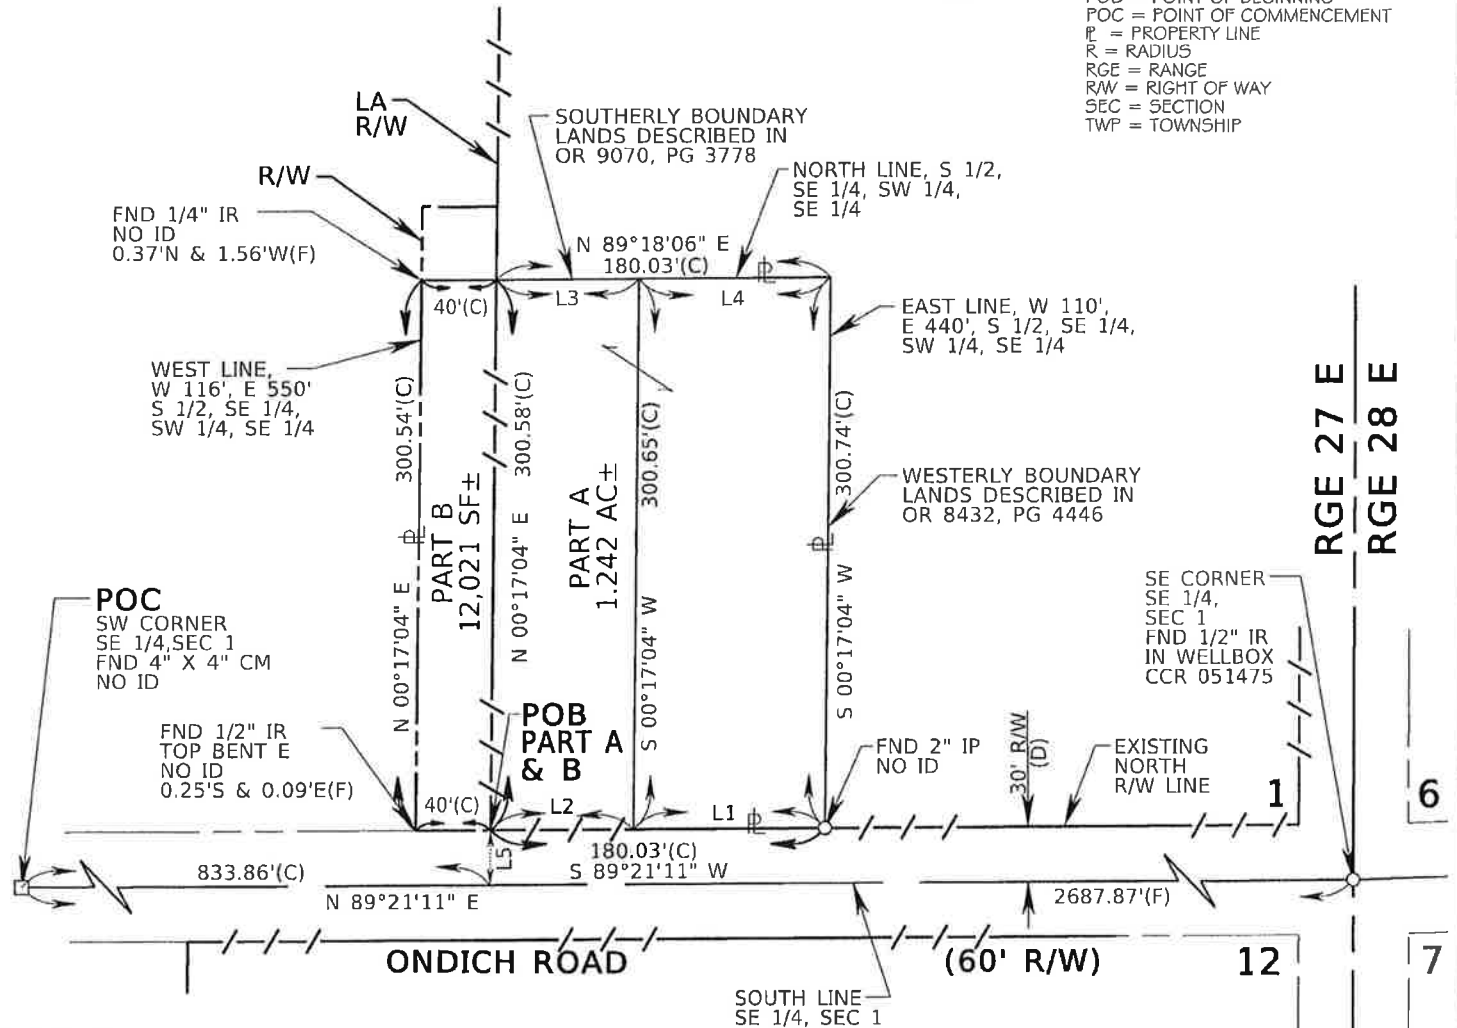 POC = POINT OF COMMENCEMENT
PL = PROPERTY LINE
R = RADIUS
RGE = RANGE
R/W = RIGHT OF WAY
SEC = SECTION
TWP = TOWNSHIP
LA
R/W
SOUTHERLY BOUNDARY
LANDS DESCRIBED IN
OR 9070, PG 3778
R/W
NORTH LINE, S 1/2,
SE 1/4, SW 1/4,
SE 1/4
FND 1/4" IR
NO ID
0.37'N & 1.56'W(F)
N 89°18'06" E
180.03'(C)
PL
40'(C)
L3
L4
EAST LINE, W 110',
E 440', S 1/2, SE 1/4,
SW 1/4, SE 1/4
WEST LINE,
W 116', E 550'
S 1/2, SE 1/4,
SW 1/4, SE 1/4
300.54'(C)
300.58'(C)
300.65'(C)
300.74'(C)
RGE 27 E
RGE 28 E
WESTERLY BOUNDARY
LANDS DESCRIBED IN
OR 8432, PG 4446
PL
PART B
12,021 SF±
PART A
1.242 AC±
PL
N 00°17'04" E
N 00°17'04" E
S 00°17'04" W
S 00°17'04" W
POC
SW CORNER
SE 1/4,SEC 1
FND 4" X 4" CM
NO ID
SE CORNER
SE 1/4,
SEC 1
FND 1/2" IR
IN WELLBOX
CCR 051475
FND 1/2" IR
TOP BENT E
NO ID
0.25'S & 0.09'E(F)
POB
PART A
& B
FND 2" IP
NO ID
30' R/W
(D)
EXISTING
NORTH
R/W LINE
1
6
40'(C)
L2
L1
PL
L5
180.03'(C)
S 89°21'11" W
833.86'(C)
N 89°21'11" E
2687.87'(F)
ONDICH ROAD
(60' R/W)
12
7
SOUTH LINE
SE 1/4, SEC 1